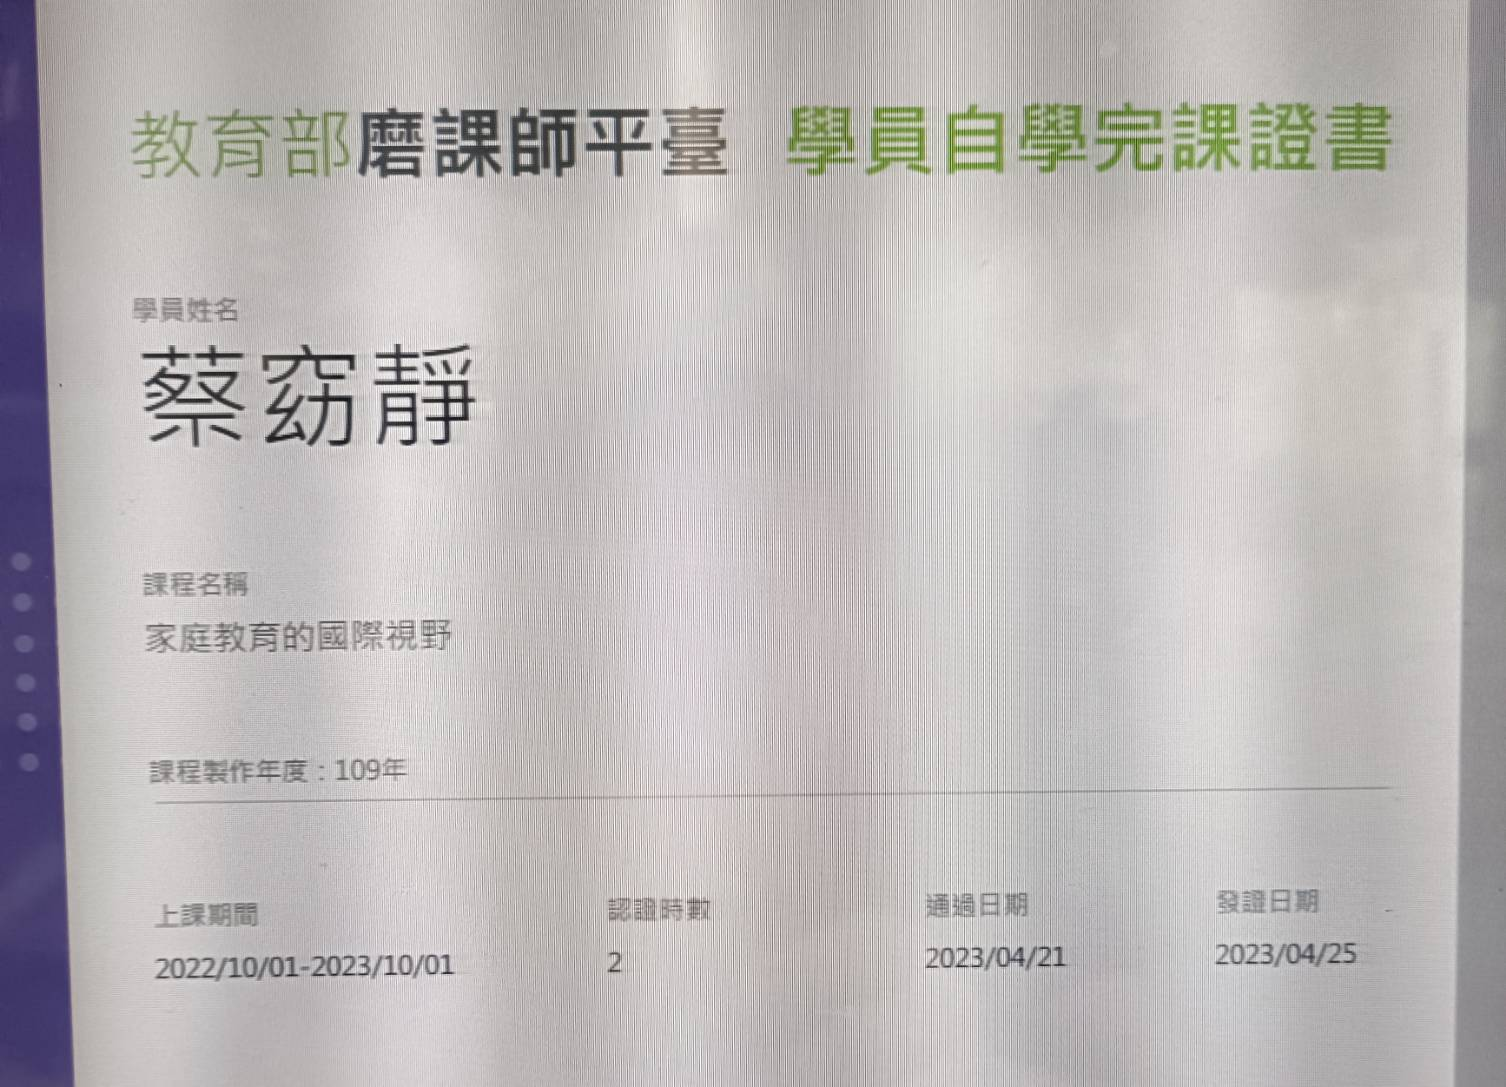 教育部磨課師平臺 學員自學完課證書
學員姓名
蔡窈靜
課程名稱
家庭教育的國際視野
課程製作年度：109年
上課期間 認證時數 通過日期 發證日期
2022/10/01-2023/10/01 2 2023/04/21 2023/04/25